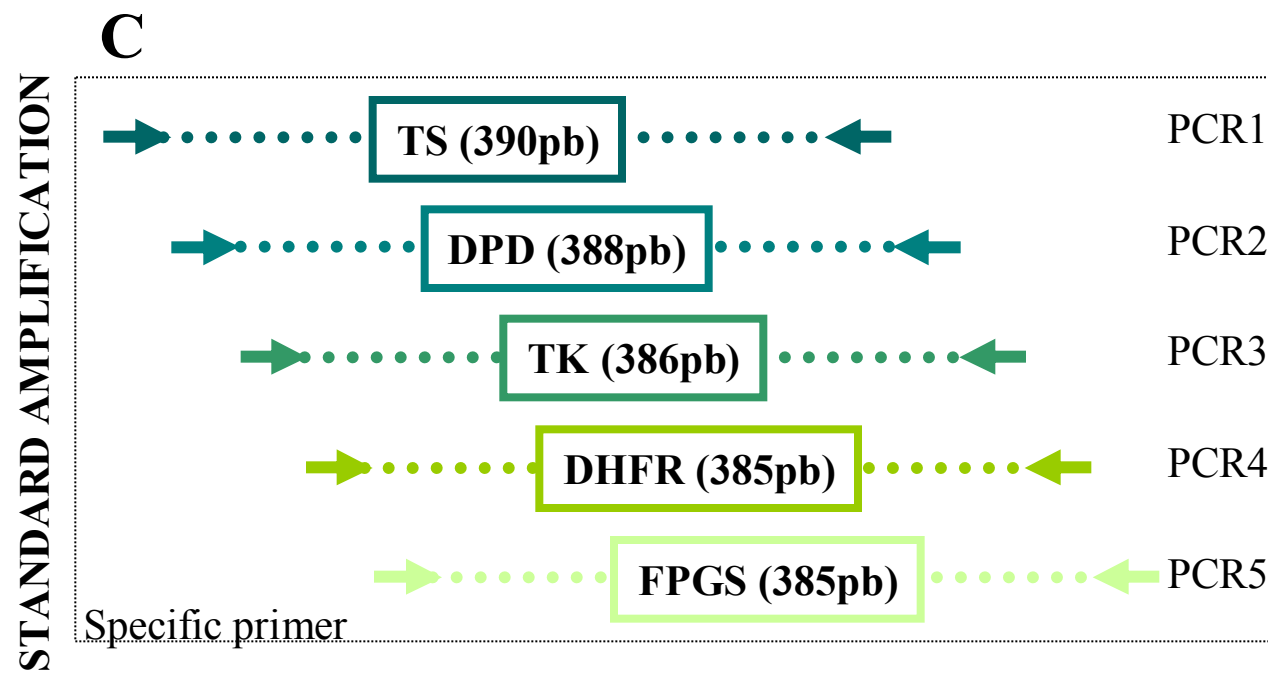 C
STANDARD AMPLIFICATION
TS (390pb)
PCR1
DPD (388pb)
PCR2
TK (386pb)
PCR3
DHFR (385pb)
PCR4
FPGS (385pb)
PCR5
Specific primer